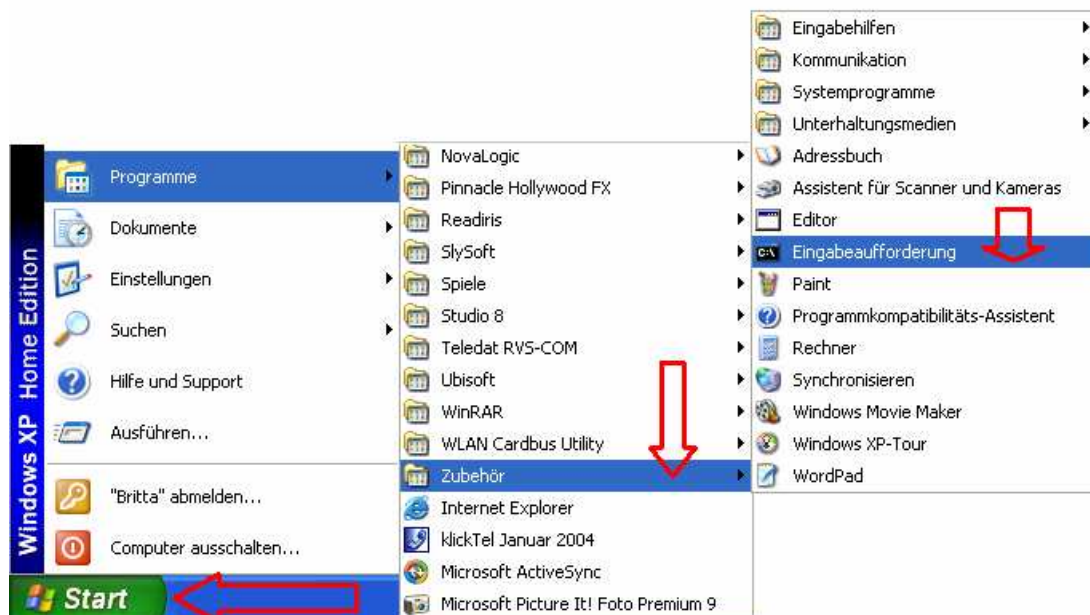 Windows XP Home Edition
Programme
Dokumente
Einstellungen
Suchen
Hilfe und Support
Ausführen...
"Britta" abmelden...
Computer ausschalten...
Start
NovaLogic
Pinnacle Hollywood FX
Readiris
SlySoft
Spiele
Studio 8
Teledat RVS-COM
Ubisoft
WinRAR
WLAN Cardbus Utility
Zubehör
Internet Explorer
klickTel Januar 2004
Microsoft ActiveSync
Microsoft Picture It! Foto Premium 9
Eingabehilfen
Kommunikation
Systemprogramme
Unterhaltungsmedien
Adressbuch
Assistent für Scanner und Kameras
Editor
C:\
Eingabeaufforderung
Paint
Programmkompatibilitäts-Assistent
Rechner
Synchronisieren
Windows Movie Maker
Windows XP-Tour
WordPad